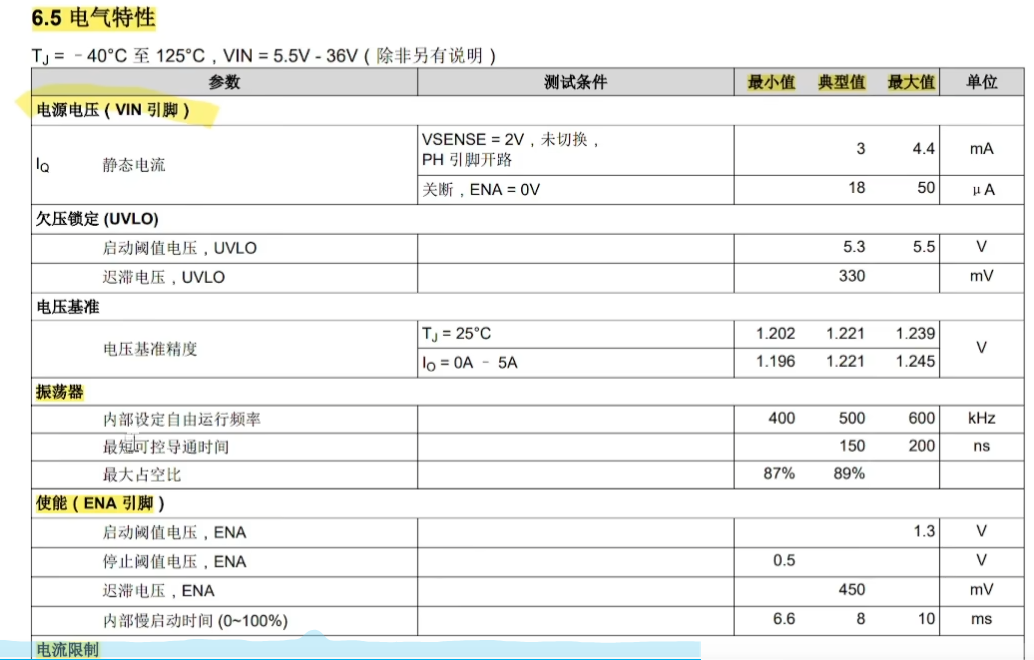 6.5 电气特性
TJ = －40°C 至 125°C，VIN = 5.5V - 36V ( 除非另有说明 )
参数 测试条件 最小值 典型值 最大值 单位
电源电压 ( VIN 引脚 )
IQ 静态电流 VSENSE = 2V，未切换，
PH 引脚开路 3 4.4 mA
关断，ENA = 0V 18 50 μA
欠压锁定 (UVLO)
启动阈值电压，UVLO 5.3 5.5 V
迟滞电压，UVLO 330 mV
电压基准
电压基准精度 TJ = 25°C 1.202 1.221 1.239 V
IO = 0A － 5A 1.196 1.221 1.245
振荡器
内部设定自由运行频率 400 500 600 kHz
最短可控导通时间 150 200 ns
最大占空比 87% 89%
使能 ( ENA 引脚 )
启动阈值电压，ENA 1.3 V
停止阈值电压，ENA 0.5 V
迟滞电压，ENA 450 mV
内部慢启动时间 (0~100%) 6.6 8 10 ms
电流限制